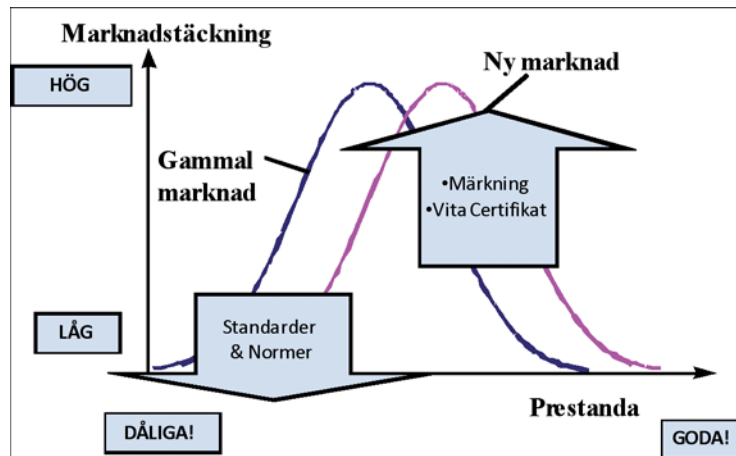 Marknadstäckning
HÖG
Ny marknad
Gammal
marknad
•Märkning
•Vita Certifikat
LÅG
Standarder
& Normer
Prestanda
DÅLIGA!
GODA!